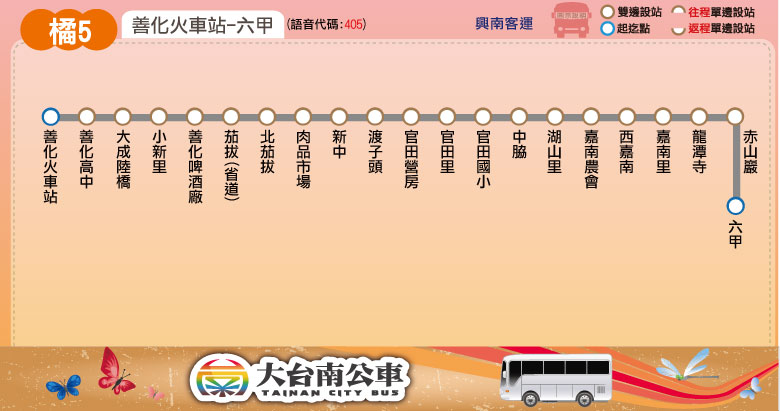 橘5
善化火車站-六甲
(語音代碼:405)
興南客運
雙邊設站
往程單邊設站
起迄點
返程單邊設站
善化火車站
善化高中
大成陸橋
小新里
善化啤酒廠
茄拔(省道)
北茄拔
肉品市場
新中
渡子頭
官田營房
官田里
官田國小
中脇
湖山里
嘉南農會
西嘉南
嘉南里
龍潭寺
赤山巖
六甲
大台南公車
TAINAN CITY BUS